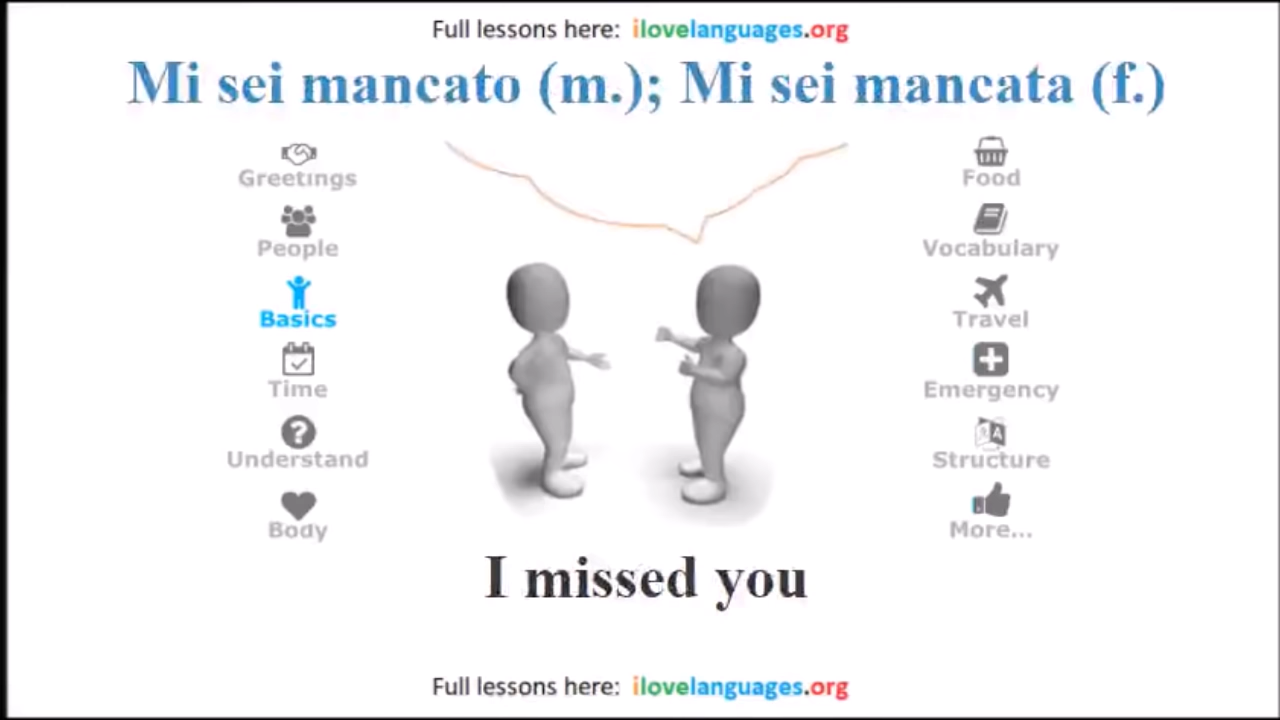 Full lessons here: ilovelanguages.org
Mi sei mancato (m.); Mi sei mancata (f.)
Greetings
People
Basics
Time
Understand
Body
Food
Vocabulary
Travel
Emergency
Structure
More...
I missed you
Full lessons here: ilovelanguages.org